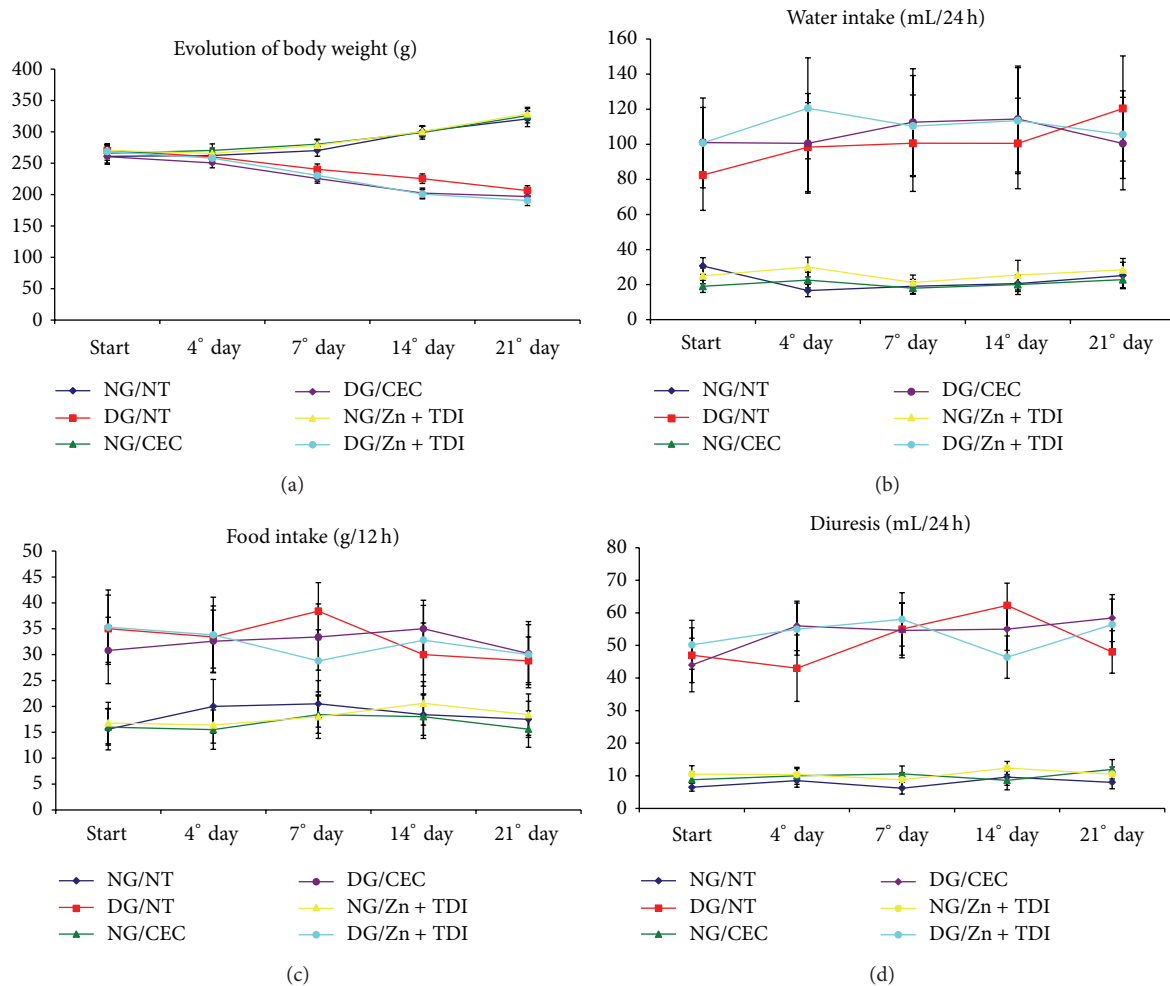 Evolution of body weight (g)
400
350
300
250
200
150
100
50
0
Start 4° day 7° day 14° day 21° day
NG/NT DG/CEC
DG/NT NG/Zn + TDI
NG/CEC DG/Zn + TDI
(a)
Water intake (mL/24 h)
160
140
120
100
80
60
40
20
0
Start 4° day 7° day 14° day 21° day
NG/NT DG/CEC
DG/NT NG/Zn + TDI
NG/CEC DG/Zn + TDI
(b)
Food intake (g/12 h)
50
45
40
35
30
25
20
15
10
5
0
Start 4° day 7° day 14° day 21° day
NG/NT DG/CEC
DG/NT NG/Zn + TDI
NG/CEC DG/Zn + TDI
(c)
Diuresis (mL/24 h)
80
70
60
50
40
30
20
10
0
Start 4° day 7° day 14° day 21° day
NG/NT DG/CEC
DG/NT NG/Zn + TDI
NG/CEC DG/Zn + TDI
(d)